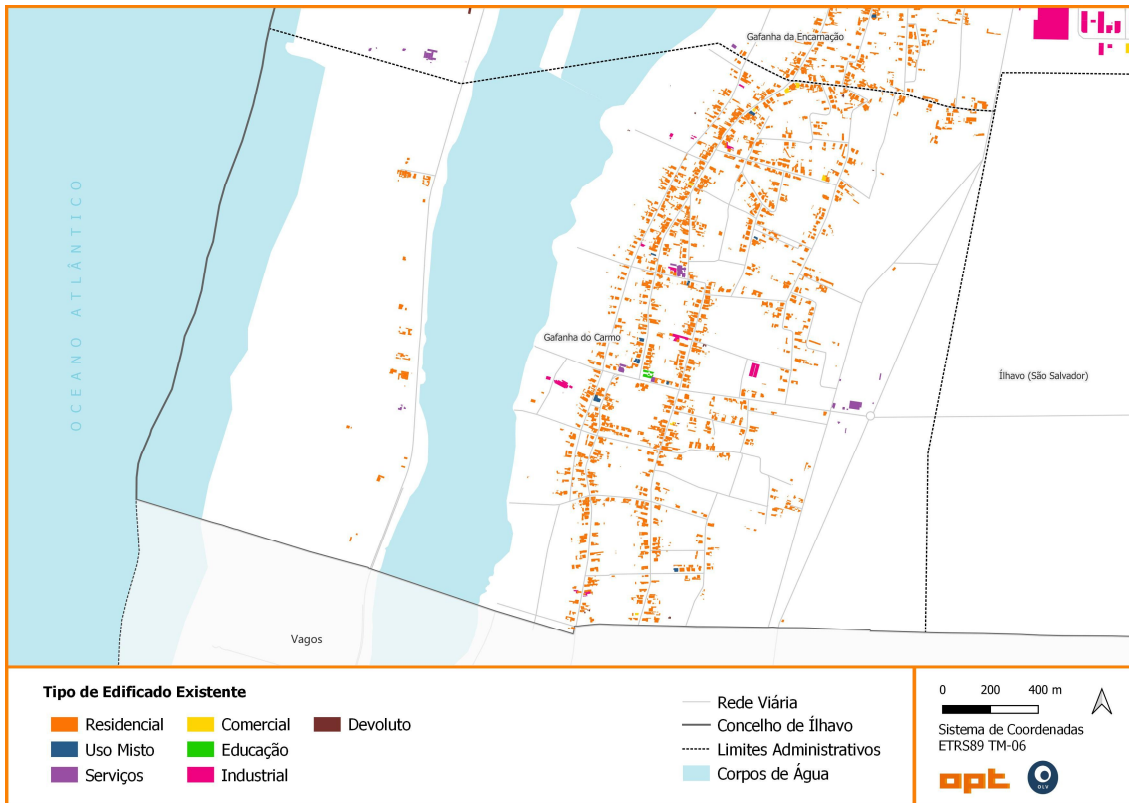 Gafanha da Encarnação
OCEANO ATLÂNTICO
Gafanha do Carmo
Ílhavo (São Salvador)
Vagos
Tipo de Edificado Existente
Residencial
Uso Misto
Serviços
Comercial
Educação
Industrial
Devoluto
Rede Viária
Concelho de Ílhavo
Limites Administrativos
Corpos de Água
0 200 400 m
Sistema de Coordenadas
ETRS89 TM-06
opt
OLV